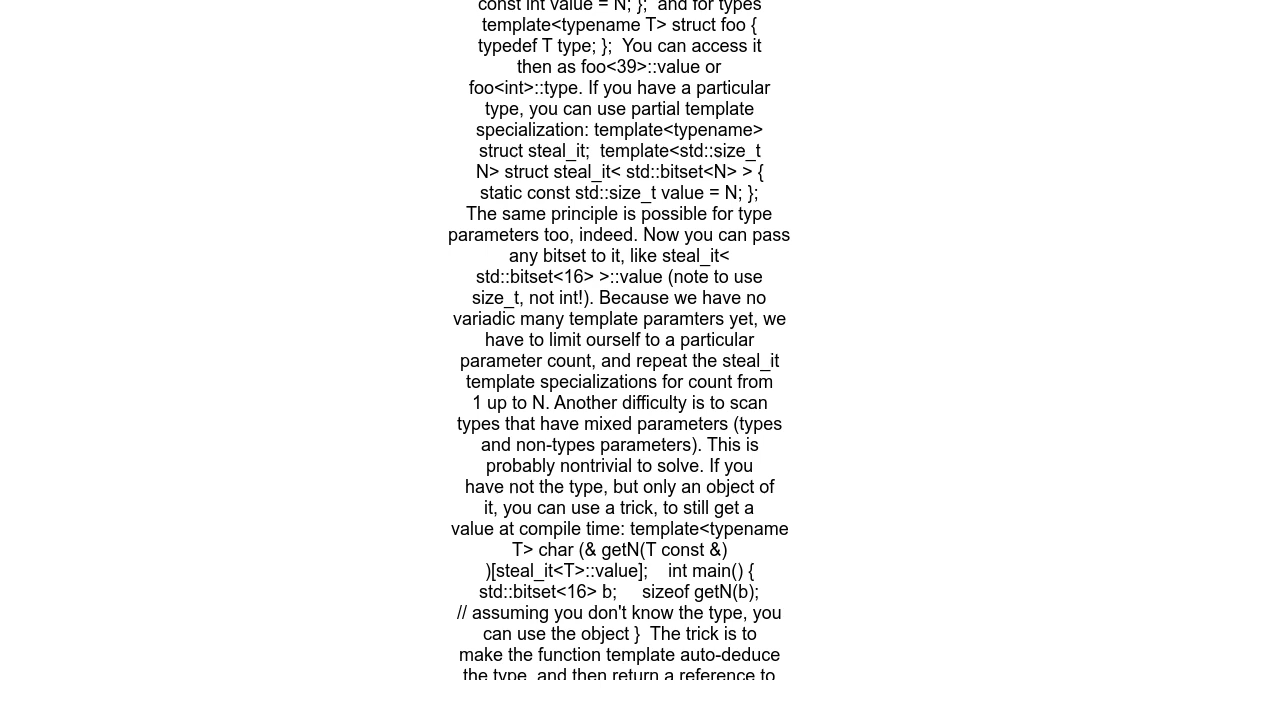 const int value = N; };  and for types
template<typename T> struct foo {
typedef T type; };  You can access it
then as foo<39>::value or
foo<int>::type. If you have a particular
type, you can use partial template
specialization: template<typename>
struct steal_it;  template<std::size_t
N> struct steal_it< std::bitset<N> > {
static const std::size_t value = N; };
The same principle is possible for type
parameters too, indeed. Now you can pass
any bitset to it, like steal_it<
std::bitset<16> >::value (note to use
size_t, not int!). Because we have no
variadic many template paramters yet, we
have to limit ourself to a particular
parameter count, and repeat the steal_it
template specializations for count from
1 up to N. Another difficulty is to scan
types that have mixed parameters (types
and non-types parameters). This is
probably nontrivial to solve. If you
have not the type, but only an object of
it, you can use a trick, to still get a
value at compile time: template<typename
T> char (& getN(T const &)
)[steal_it<T>::value];    int main() {
std::bitset<16> b;     sizeof getN(b);
// assuming you don't know the type, you
can use the object }  The trick is to
make the function template auto-deduce
the type, and then return a reference to